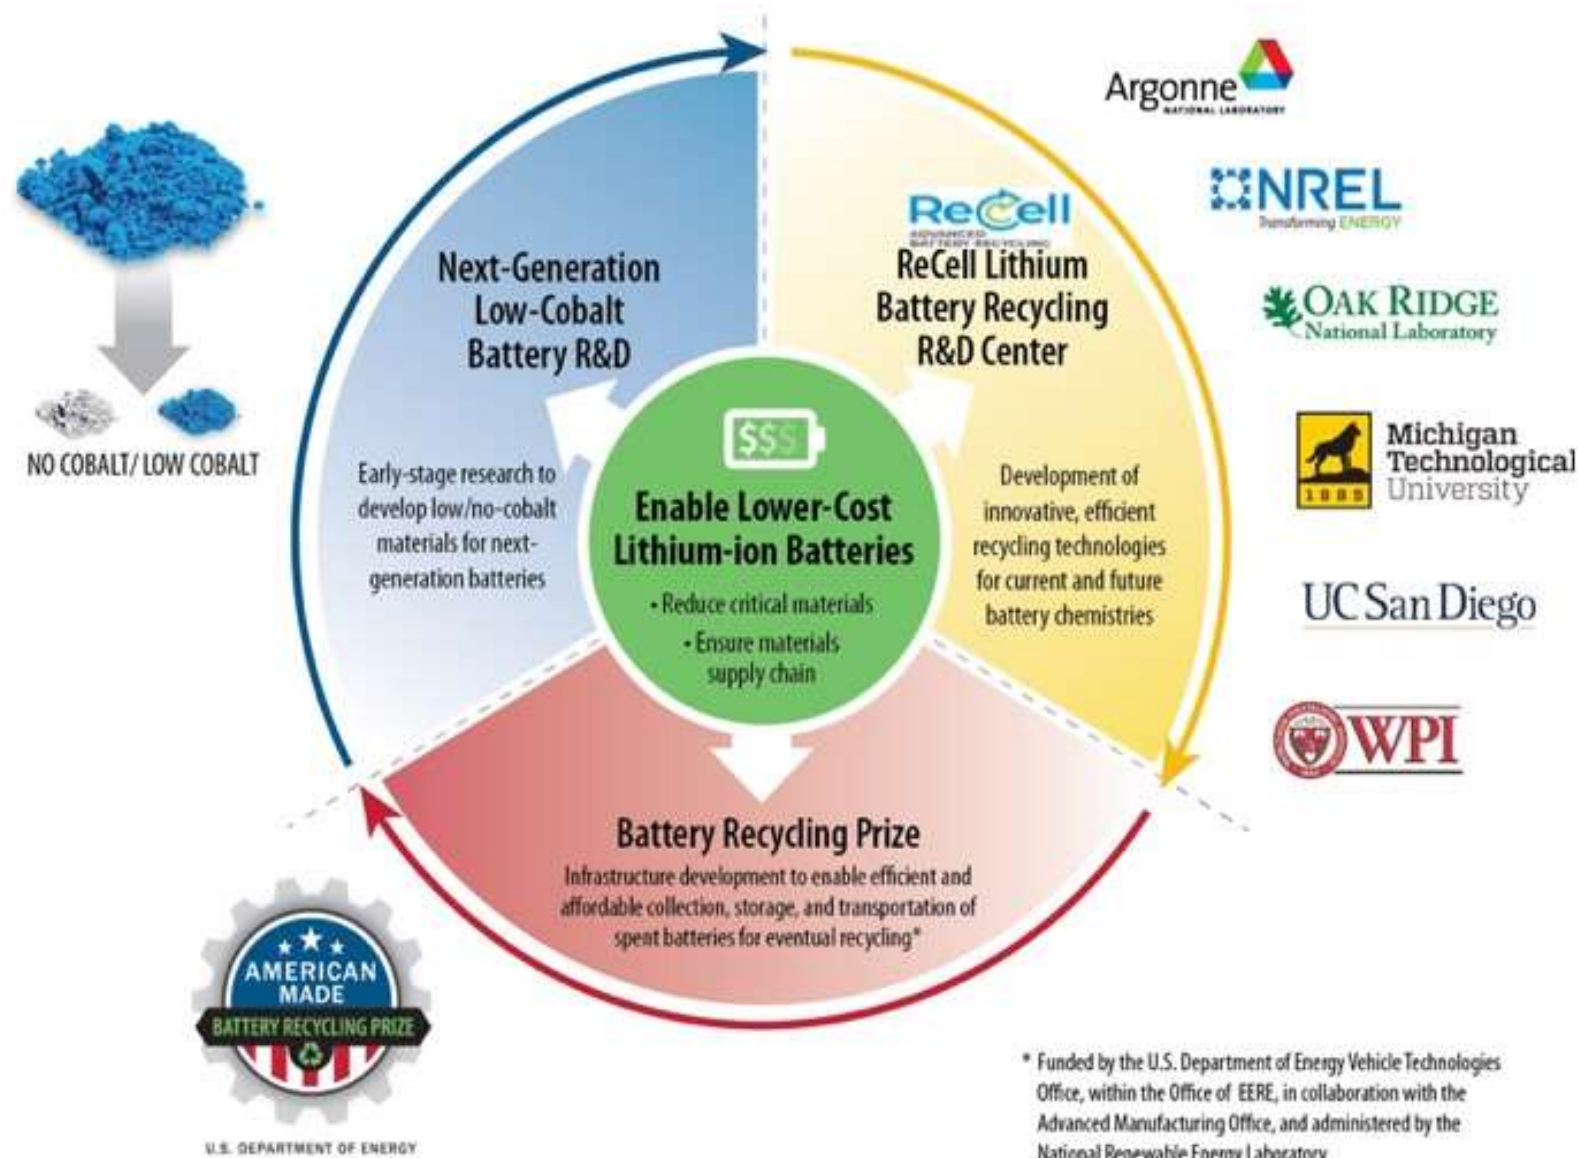 Argonne
NATIONAL LABORATORY
NREL
Transforming ENERGY
OAK RIDGE
National Laboratory
Michigan
Technological
University
1885
UC San Diego
WPI
NO COBALT/ LOW COBALT
Next-Generation
Low-Cobalt
Battery R&D
Early-stage research to
develop low/no-cobalt
materials for next-
generation batteries
ReCell
ADVANCED
BATTERY RECYCLING
ReCell Lithium
Battery Recycling
R&D Center
Development of
innovative, efficient
recycling technologies
for current and future
battery chemistries
$$$
Enable Lower-Cost
Lithium-ion Batteries
• Reduce critical materials
• Ensure materials
supply chain
Battery Recycling Prize
Infrastructure development to enable efficient and
affordable collection, storage, and transportation of
spent batteries for eventual recycling*
AMERICAN
MADE
BATTERY RECYCLING PRIZE
U.S. DEPARTMENT OF ENERGY
* Funded by the U.S. Department of Energy Vehicle Technologies
Office, within the Office of EERE, in collaboration with the
Advanced Manufacturing Office, and administered by the
National Renewable Energy Laboratory